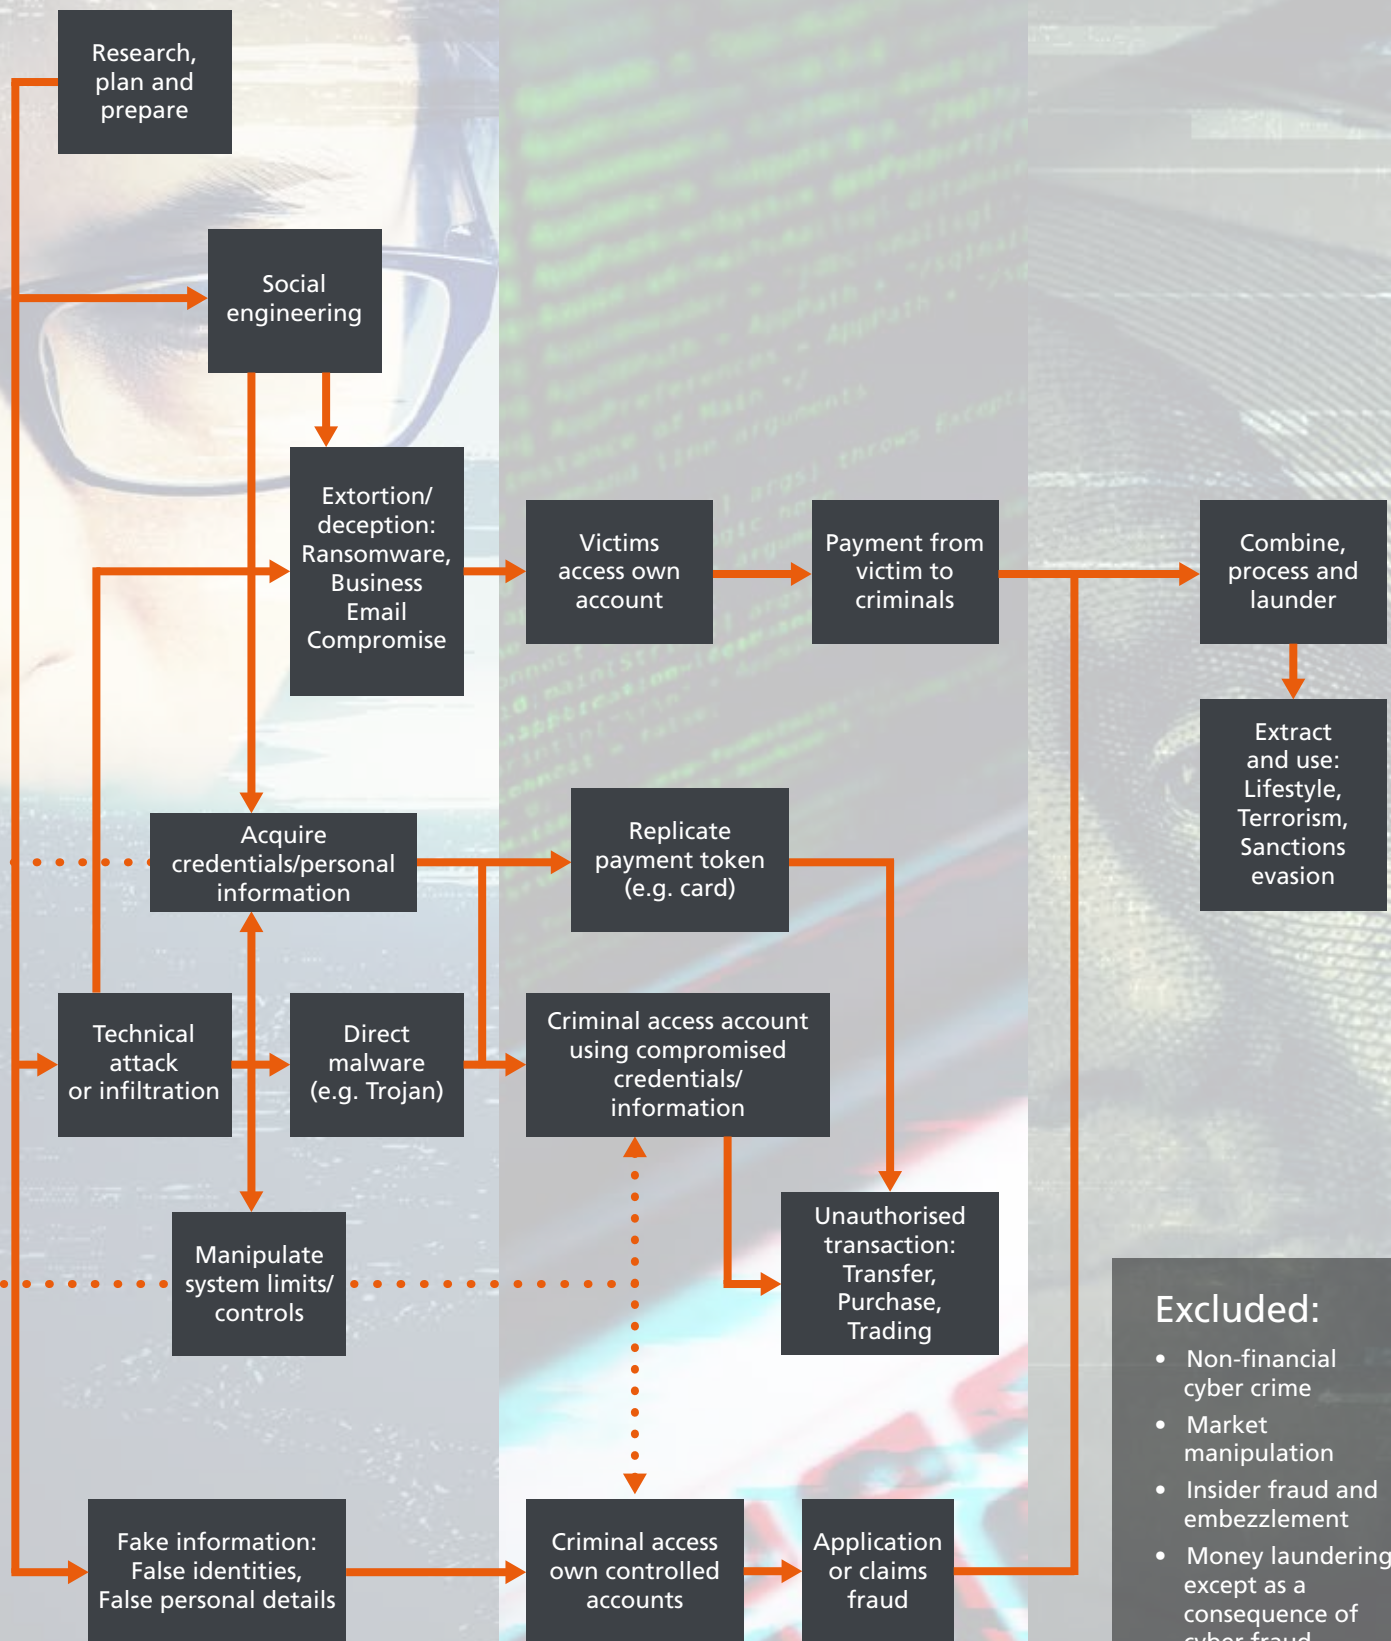 Research,
plan and
prepare
Social
engineering
Extortion/
deception:
Ransomware,
Business
Email
Compromise
Victims
access own
account
Payment from
victim to
criminals
Combine,
process and
launder
Extract
and use:
Lifestyle,
Terrorism,
Sanctions
evasion
Acquire
credentials/personal
information
Replicate
payment token
(e.g. card)
Technical
attack
or infiltration
Direct
malware
(e.g. Trojan)
Criminal access account
using compromised
credentials/
information
Manipulate
system limits/
controls
Unauthorised
transaction:
Transfer,
Purchase,
Trading
Fake information:
False identities,
False personal details
Criminal access
own controlled
accounts
Application
or claims
fraud
Excluded:
• Non-financial
cyber crime
• Market
manipulation
• Insider fraud and
embezzlement
• Money laundering
except as a
consequence of
cyber fraud